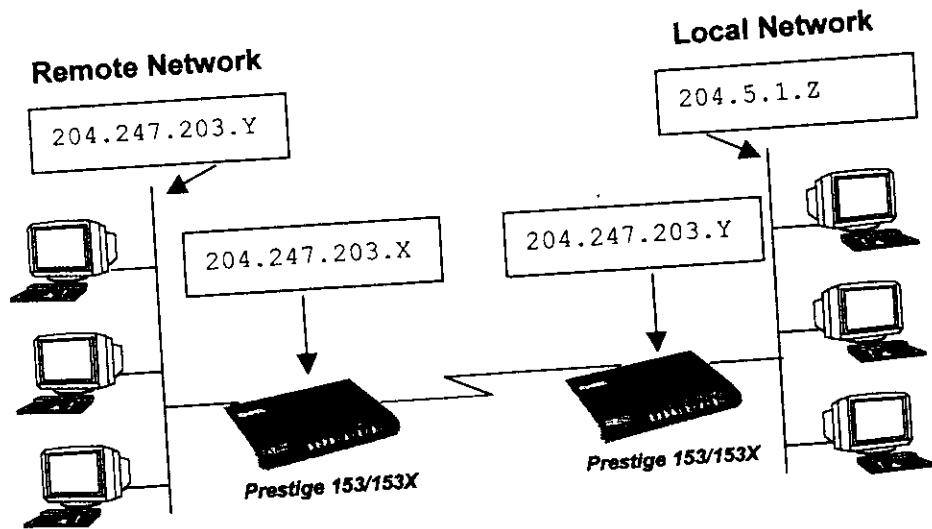 Remote Network
Local Network
204.247.203.Y
204.5.1.Z
204.247.203.X
204.247.203.Y
Prestige 153/153X
Prestige 153/153X